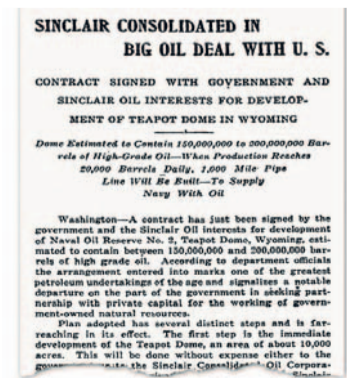 SINCLAIR CONSOLIDATED IN
BIG OIL DEAL WITH U. S.
CONTRACT SIGNED WITH GOVERNMENT AND
SINCLAIR OIL INTERESTS FOR DEVELOP-
MENT OF TEAPOT DOME IN WYOMING
Dome Estimated to Contain 150,000,000 to 200,000,000 Bar-
rels of High-Grade Oil—When Production Reaches
20,000 Barrels Daily, 1,000 Mile Pipe
Line Will Be Built—To Supply
Navy With Oil
Washington—A contract has just been signed by the
government and the Sinclair Oil interests for development
of Naval Oil Reserve No. 3, Teapot Dome, Wyoming, esti-
mated to contain between 150,000,000 and 200,000,000 bar-
rels of high grade oil. According to department officials
the arrangement entered into marks one of the greatest
petroleum undertakings of the age and signalizes a notable
departure on the part of the government in seeking part-
nership with private capital for the working of govern-
ment-owned natural resources.
Plan adopted has several distinct steps and is far-
reaching in its effect. The first step is the immediate
development of the Teapot Dome, an area of about 10,000
acres. This will be done without expense either to the
the Sinclair Consolidated Oil Corpora-
Sinclair